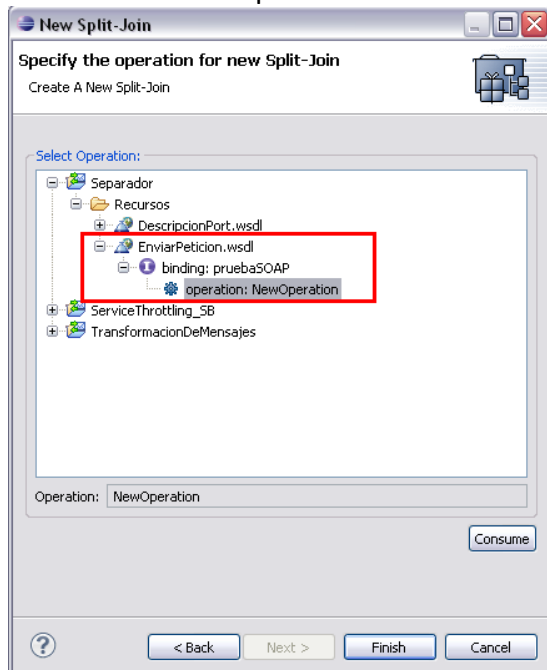 New Split-Join
Specify the operation for new Split-Join
Create A New Split-Join
Select Operation:
Separador
Recursos
DescripcionPort.wsdl
EnviarPeticion.wsdl
binding: pruebaSOAP
operation: NewOperation
ServiceThrottling_SB
TransformacionDeMensajes
Operation: NewOperation
Consume
< Back Next > Finish Cancel